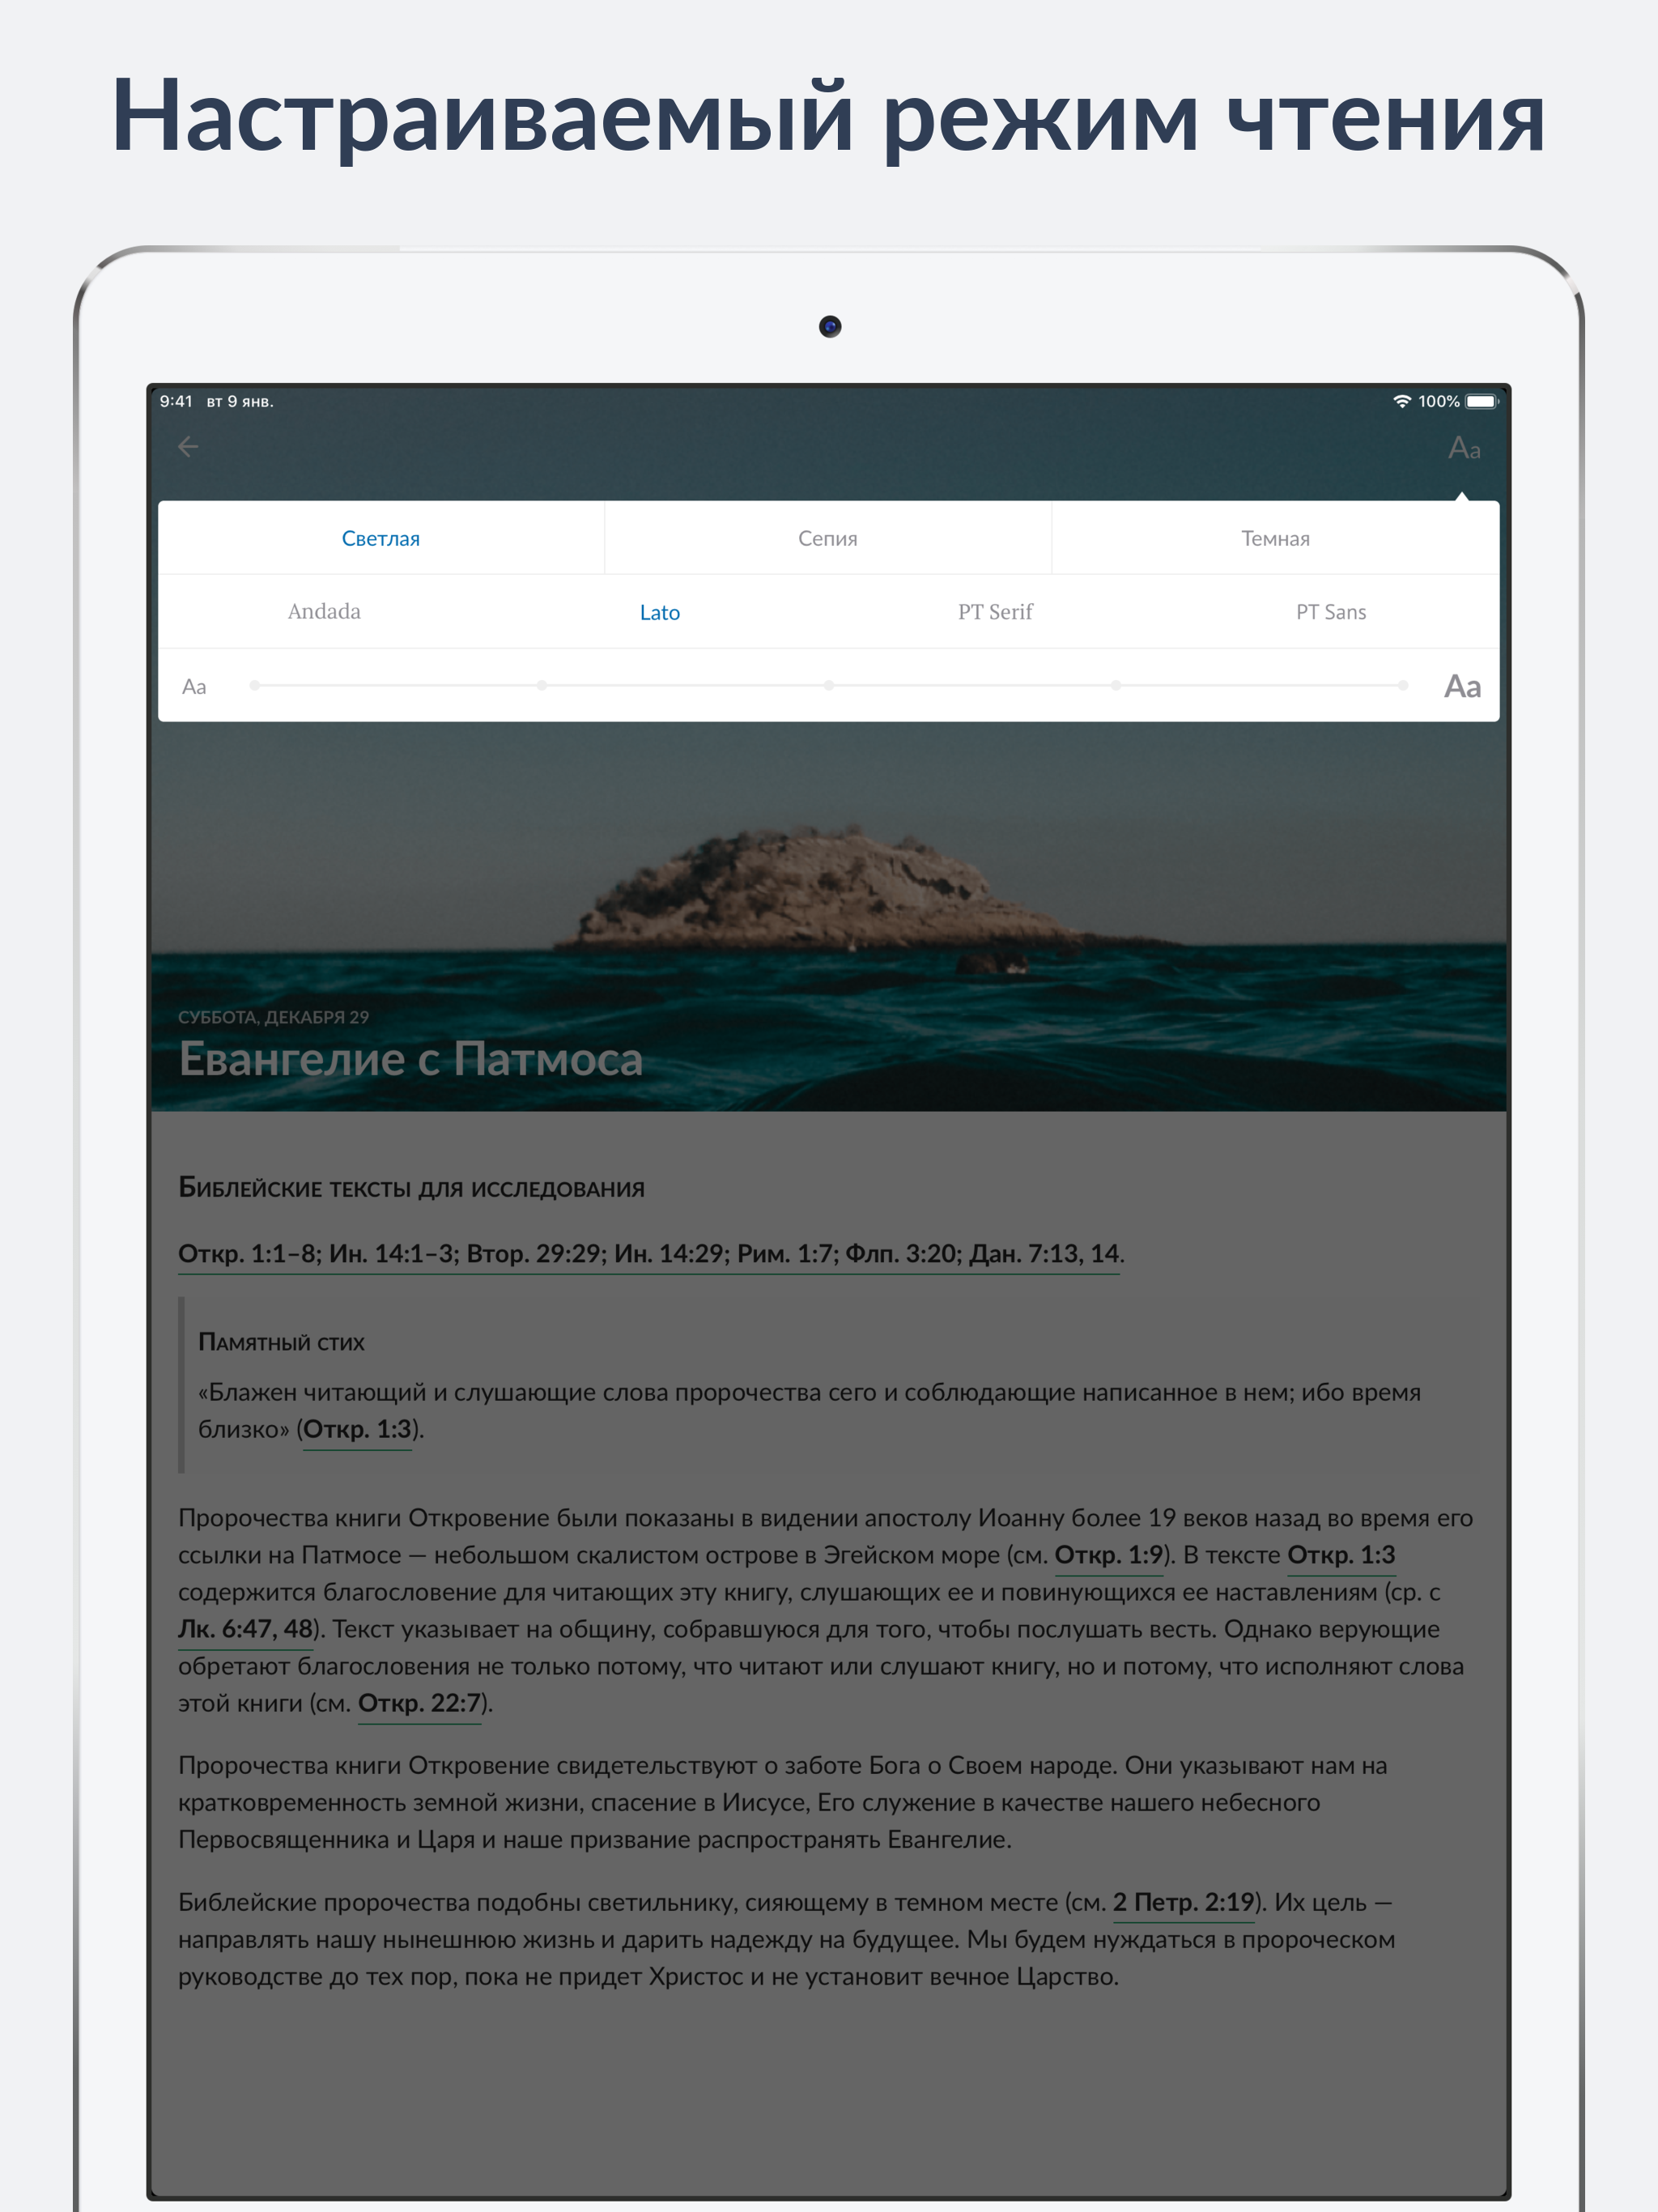 Настраиваемый режим чтения
9:41 вт 9 янв. 100%
Aa
Светлая Сепия Темная
Andada Lato PT Serif PT Sans
Aa Aa
СУББОТА, ДЕКАБРЯ 29
Евангелие с Патмоса
Библейские тексты для исследования
Откр. 1:1–8; Ин. 14:1–3; Втор. 29:29; Ин. 14:29; Рим. 1:7; Флп. 3:20; Дан. 7:13, 14.
Памятный стих
«Блажен читающий и слушающие слова пророчества сего и соблюдающие написанное в нем; ибо время
близко» (Откр. 1:3).
Пророчества книги Откровение были показаны в видении апостолу Иоанну более 19 веков назад во время его
ссылки на Патмосе — небольшом скалистом острове в Эгейском море (см. Откр. 1:9). В тексте Откр. 1:3
содержится благословение для читающих эту книгу, слушающих ее и повинующихся ее наставлениям (ср. с
Лк. 6:47, 48). Текст указывает на общину, собравшуюся для того, чтобы послушать весть. Однако верующие
обретают благословения не только потому, что читают или слушают книгу, но и потому, что исполняют слова
этой книги (см. Откр. 22:7).
Пророчества книги Откровение свидетельствуют о заботе Бога о Своем народе. Они указывают нам на
кратковременность земной жизни, спасение в Иисусе, Его служение в качестве нашего небесного
Первосвященника и Царя и наше призвание распространять Евангелие.
Библейские пророчества подобны светильнику, сияющему в темном месте (см. 2 Петр. 2:19). Их цель —
направлять нашу нынешнюю жизнь и дарить надежду на будущее. Мы будем нуждаться в пророческом
руководстве до тех пор, пока не придет Христос и не установит вечное Царство.